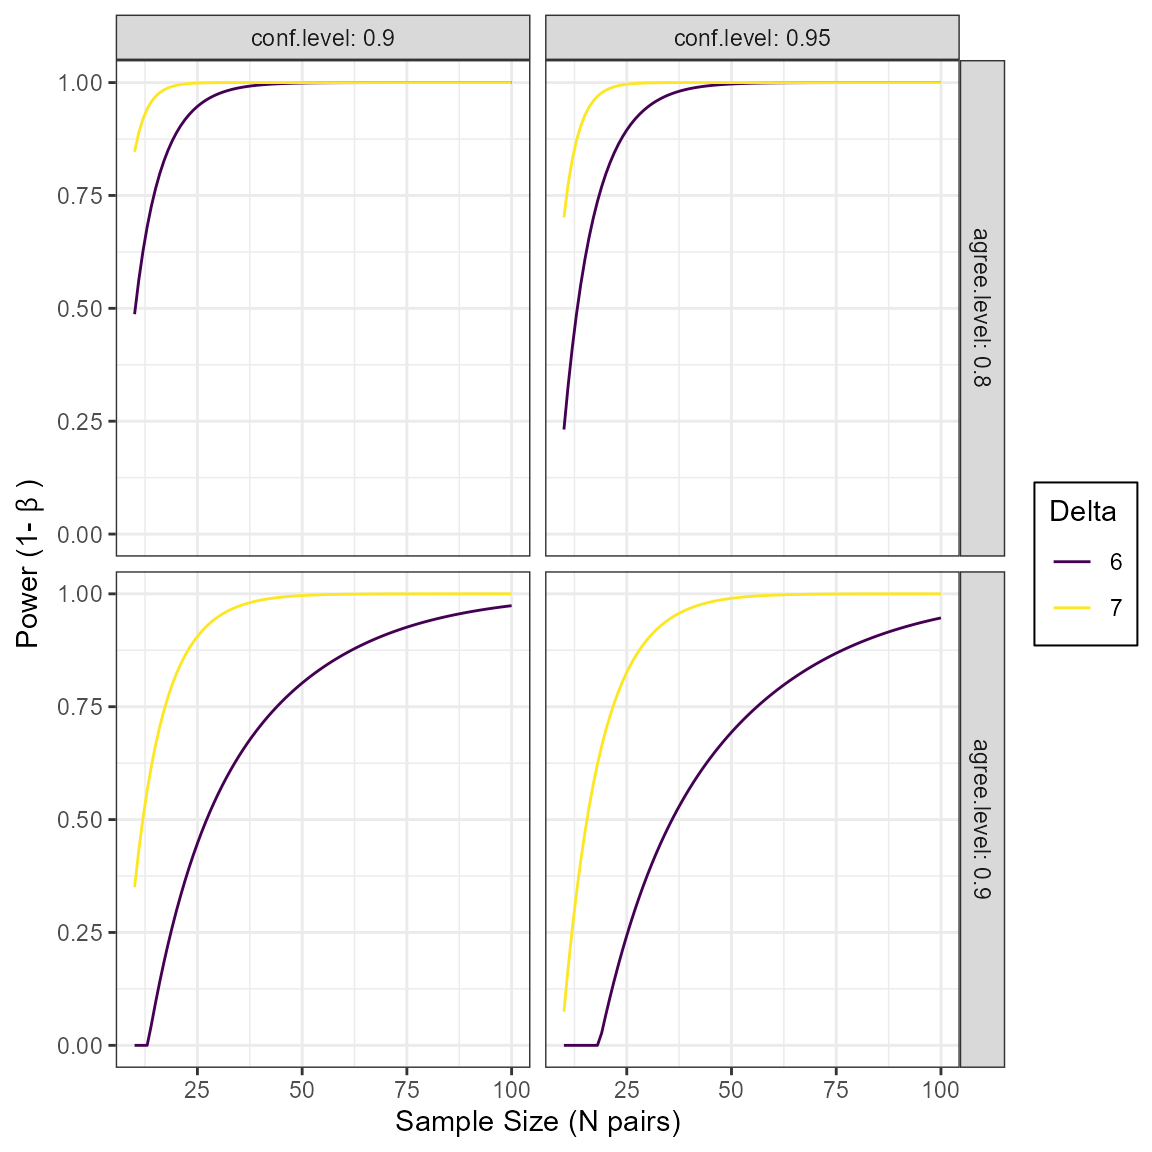 conf.level: 0.9
conf.level: 0.95
1.00
0.75
0.50
0.25
0.00
agree.level: 0.8
1.00
0.75
0.50
0.25
0.00
agree.level: 0.9
25
50
75
100
25
50
75
100
Sample Size (N pairs)
Power (1- β )
Delta
6
7